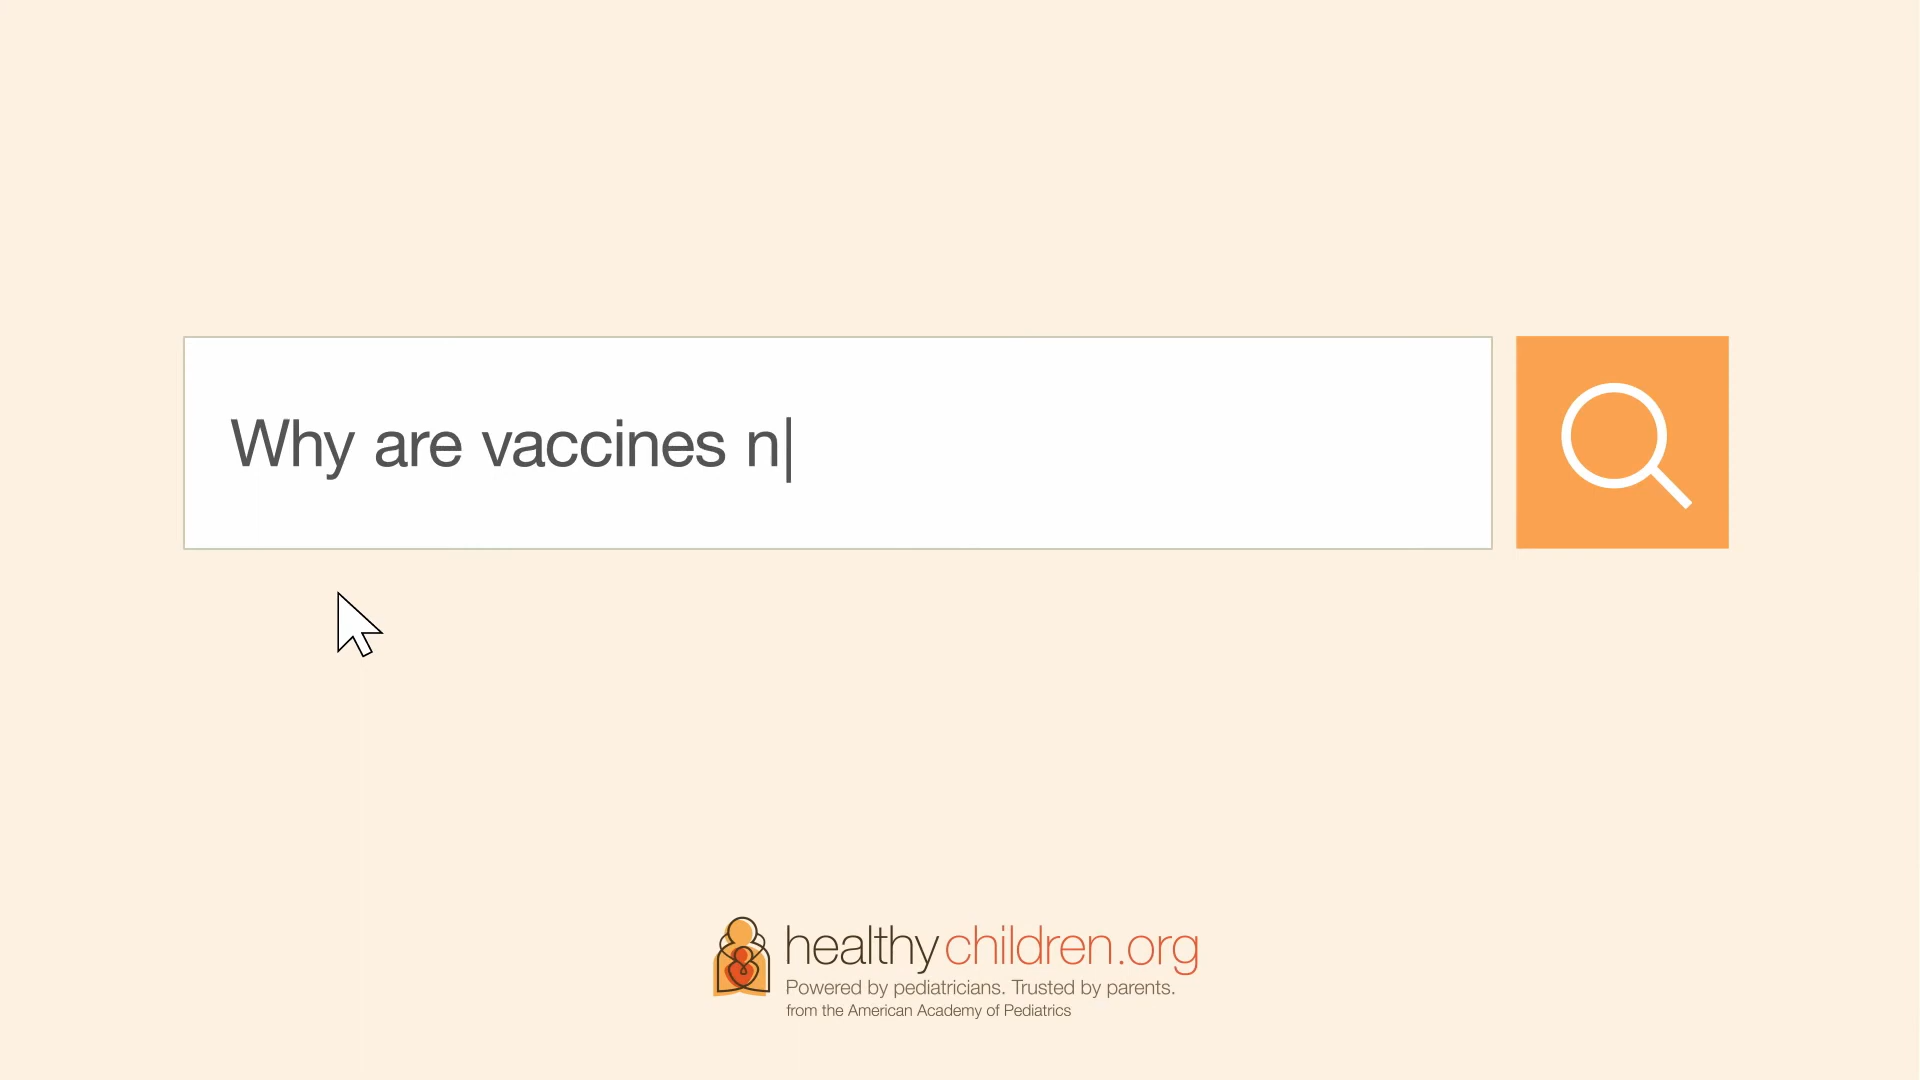 Why are vaccines n
healthychildren.org
Powered by pediatricians. Trusted by parents.
from the American Academy of Pediatrics